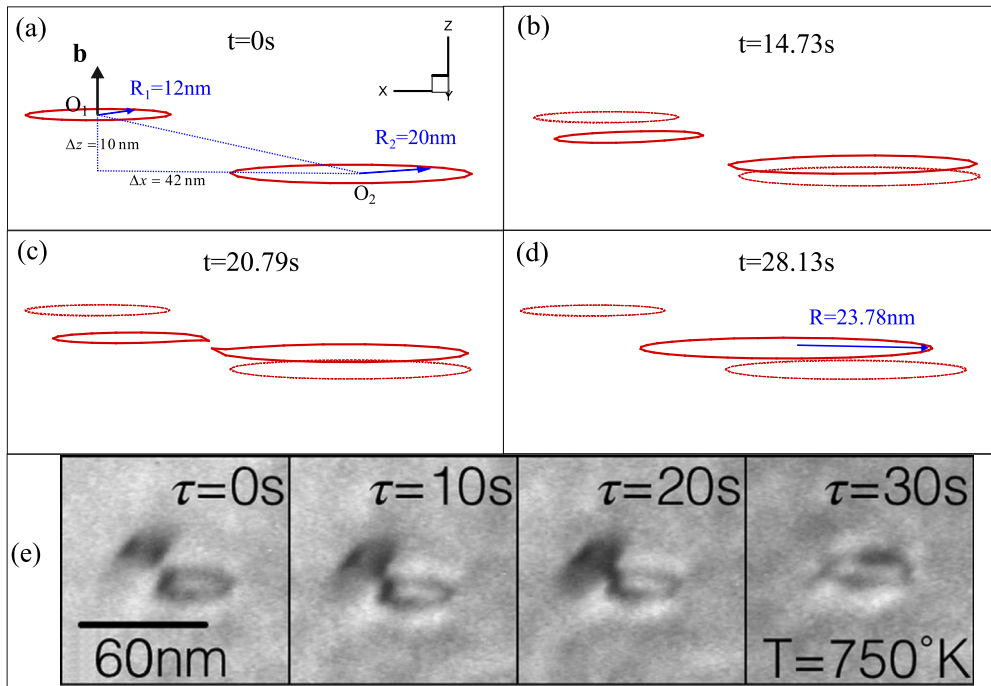 (a)
t=0s
b
R₁=12nm
O₁
Δz = 10 nm
Δx = 42 nm
R₂=20nm
O₂
z
x
(b)
t=14.73s
(c)
t=20.79s
(d)
t=28.13s
R=23.78nm
(e)
τ=0s
τ=10s
τ=20s
τ=30s
60nm
T=750°K